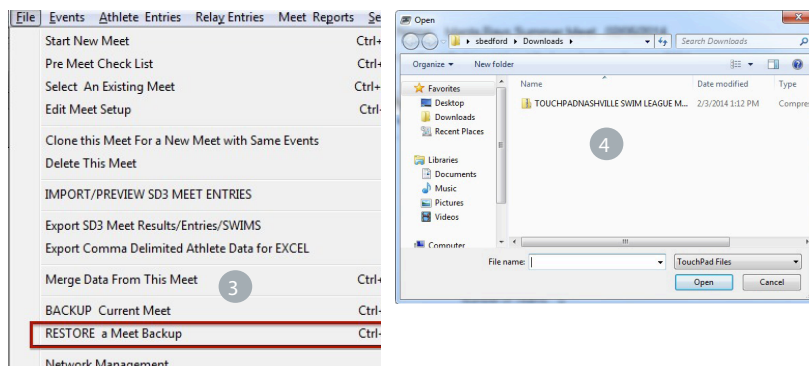 File Events Athlete Entries Relay Entries Meet Reports Se
Start New Meet Ctrl+
Pre Meet Check List Ctrl+
Select An Existing Meet Ctrl+
Edit Meet Setup Ctrl-
Clone this Meet For a New Meet with Same Events
Delete This Meet
IMPORT/PREVIEW SD3 MEET ENTRIES
Export SD3 Meet Results/Entries/SWIMS
Export Comma Delimited Athlete Data for EXCEL
Merge Data From This Meet Ctrl+
3
BACKUP Current Meet Ctrl-
RESTORE a Meet Backup Ctrl-
Network Management
Open
sbedford ▸ Downloads ▸
Search Downloads
Organize New folder
Favorites
Desktop
Downloads
Recent Places
Libraries
Documents
Music
Pictures
Videos
Computer
Name Date modified Type
TOUCHPADNASHVILLE SWIM LEAGUE M... 2/3/2014 1:12 PM Compre
4
File name: TouchPad Files
Open Cancel